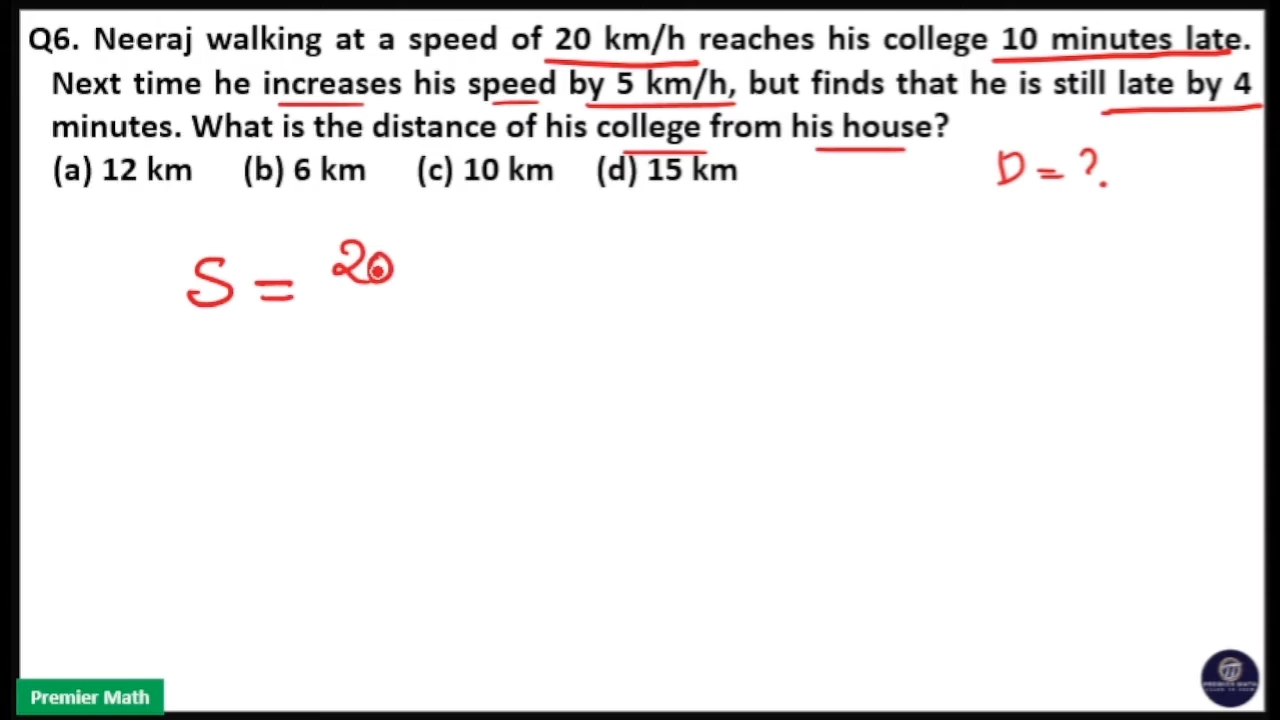 Q6. Neeraj walking at a speed of 20 km/h reaches his college 10 minutes late.
Next time he increases his speed by 5 km/h, but finds that he is still late by 4
minutes. What is the distance of his college from his house?
(a) 12 km (b) 6 km (c) 10 km (d) 15 km
D = ?.
S = 20
Premier Math